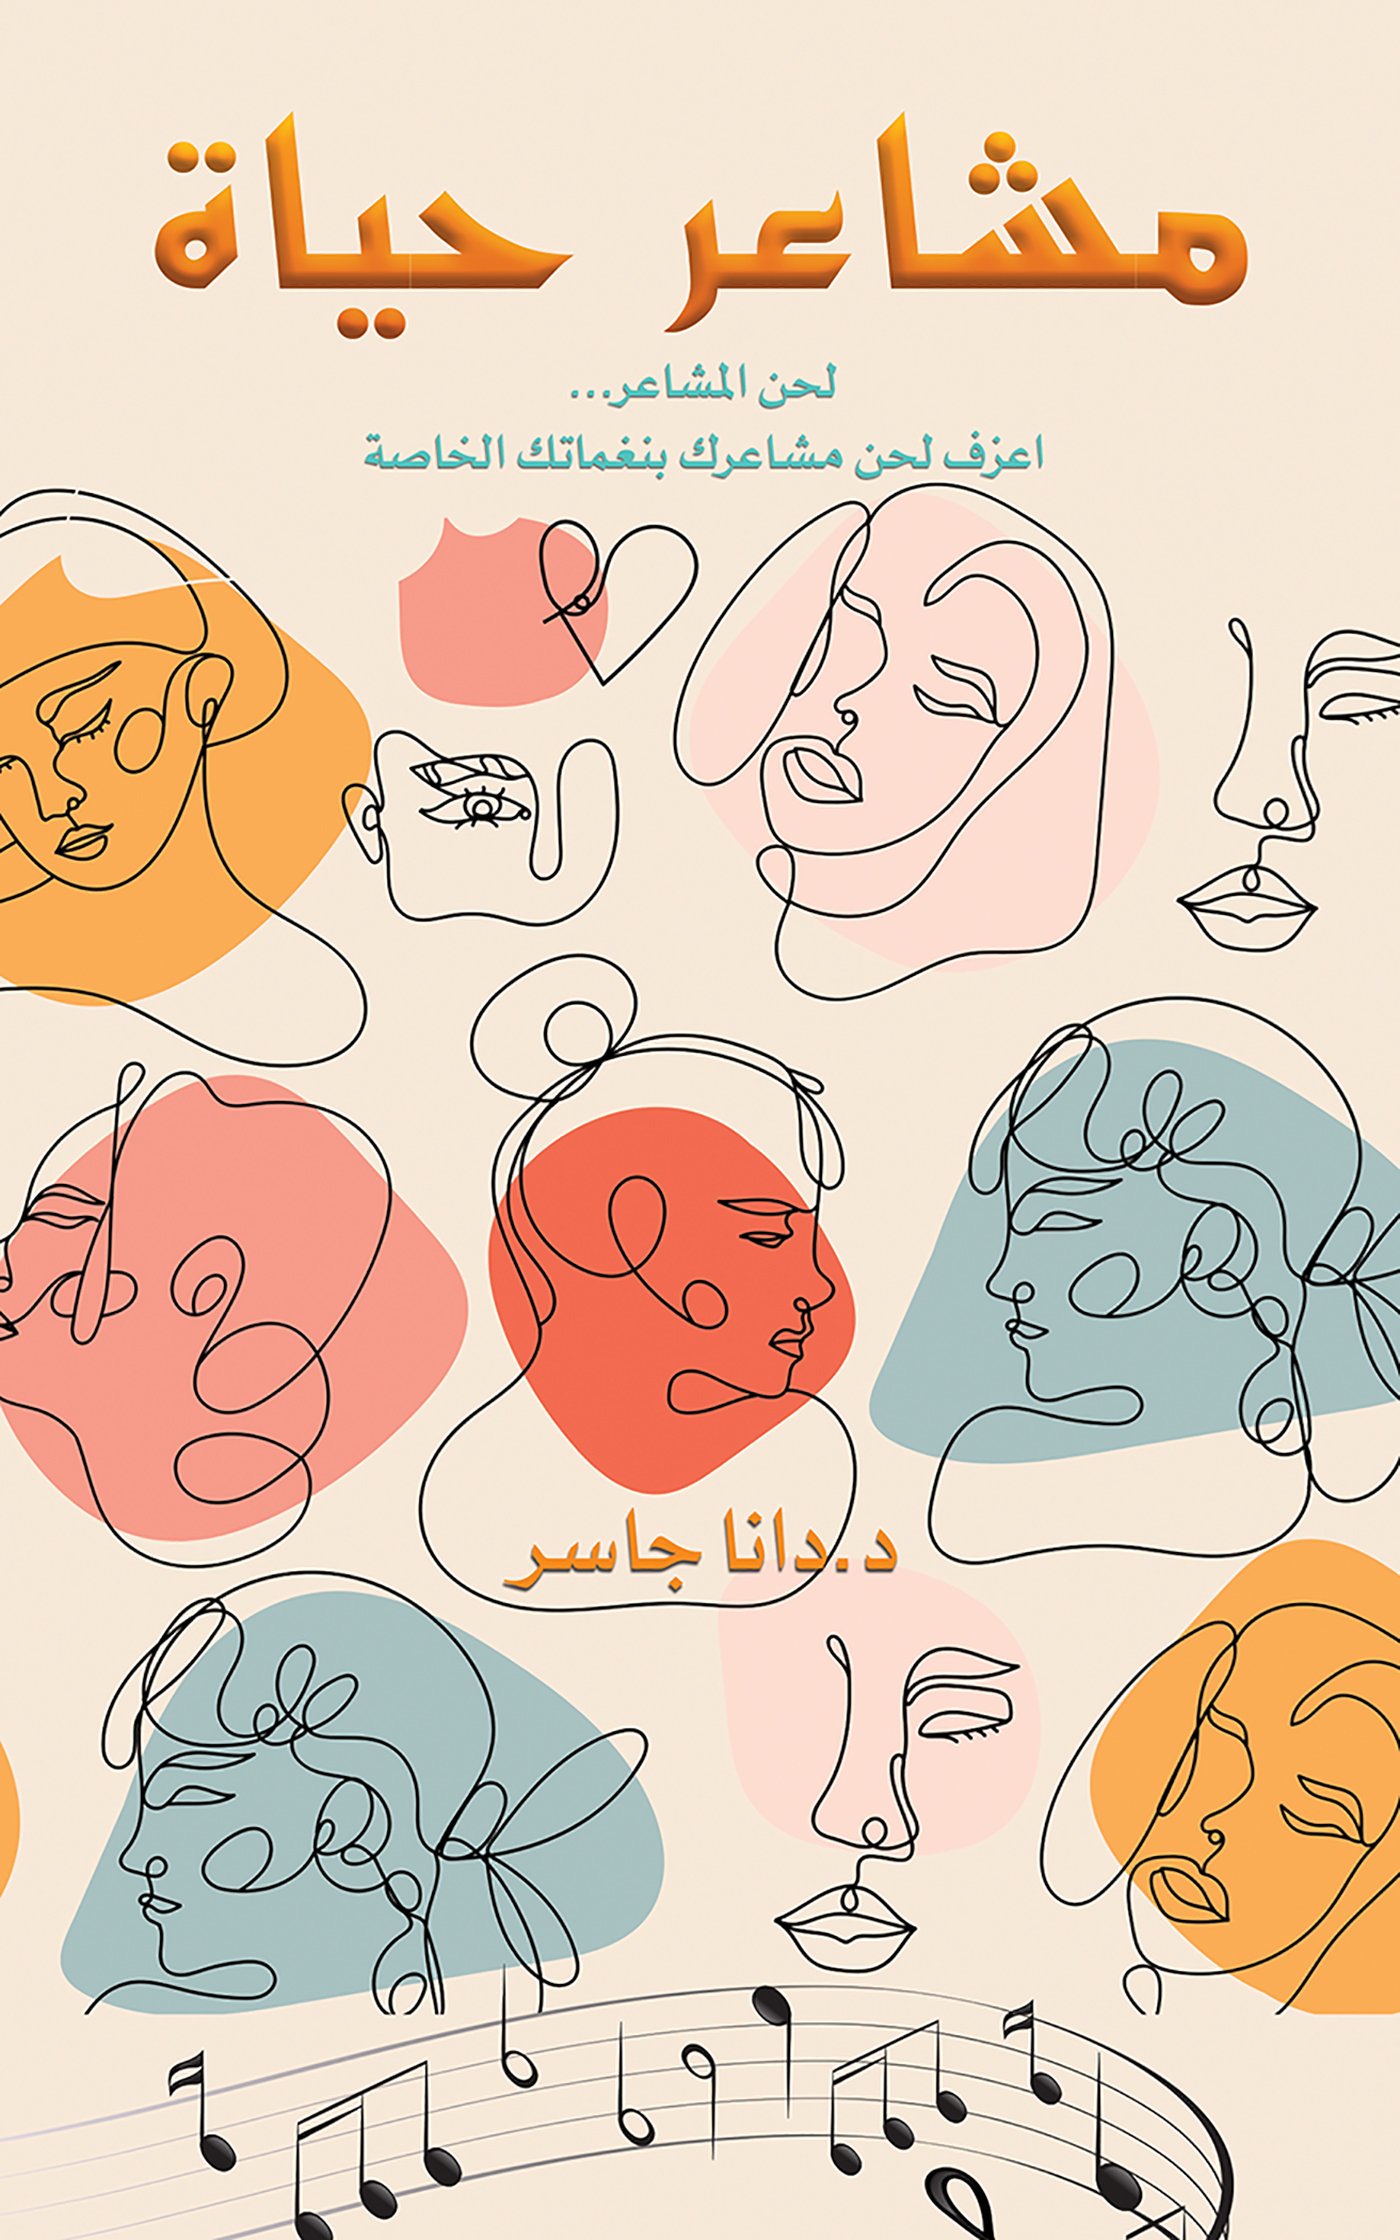 مشاعر حياة
لحن المشاعر...
اعزف لحن مشاعرك بنغماتك الخاصة
د.دانا جاسر